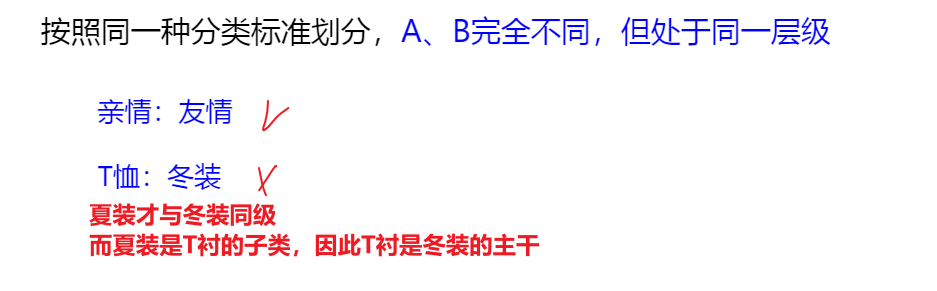 按照同一种分类标准划分，A、B完全不同，但处于同一层级
亲情：友情
T恤：冬装
夏装才与冬装同级
而夏装是T衬的子类，因此T衬是冬装的主干